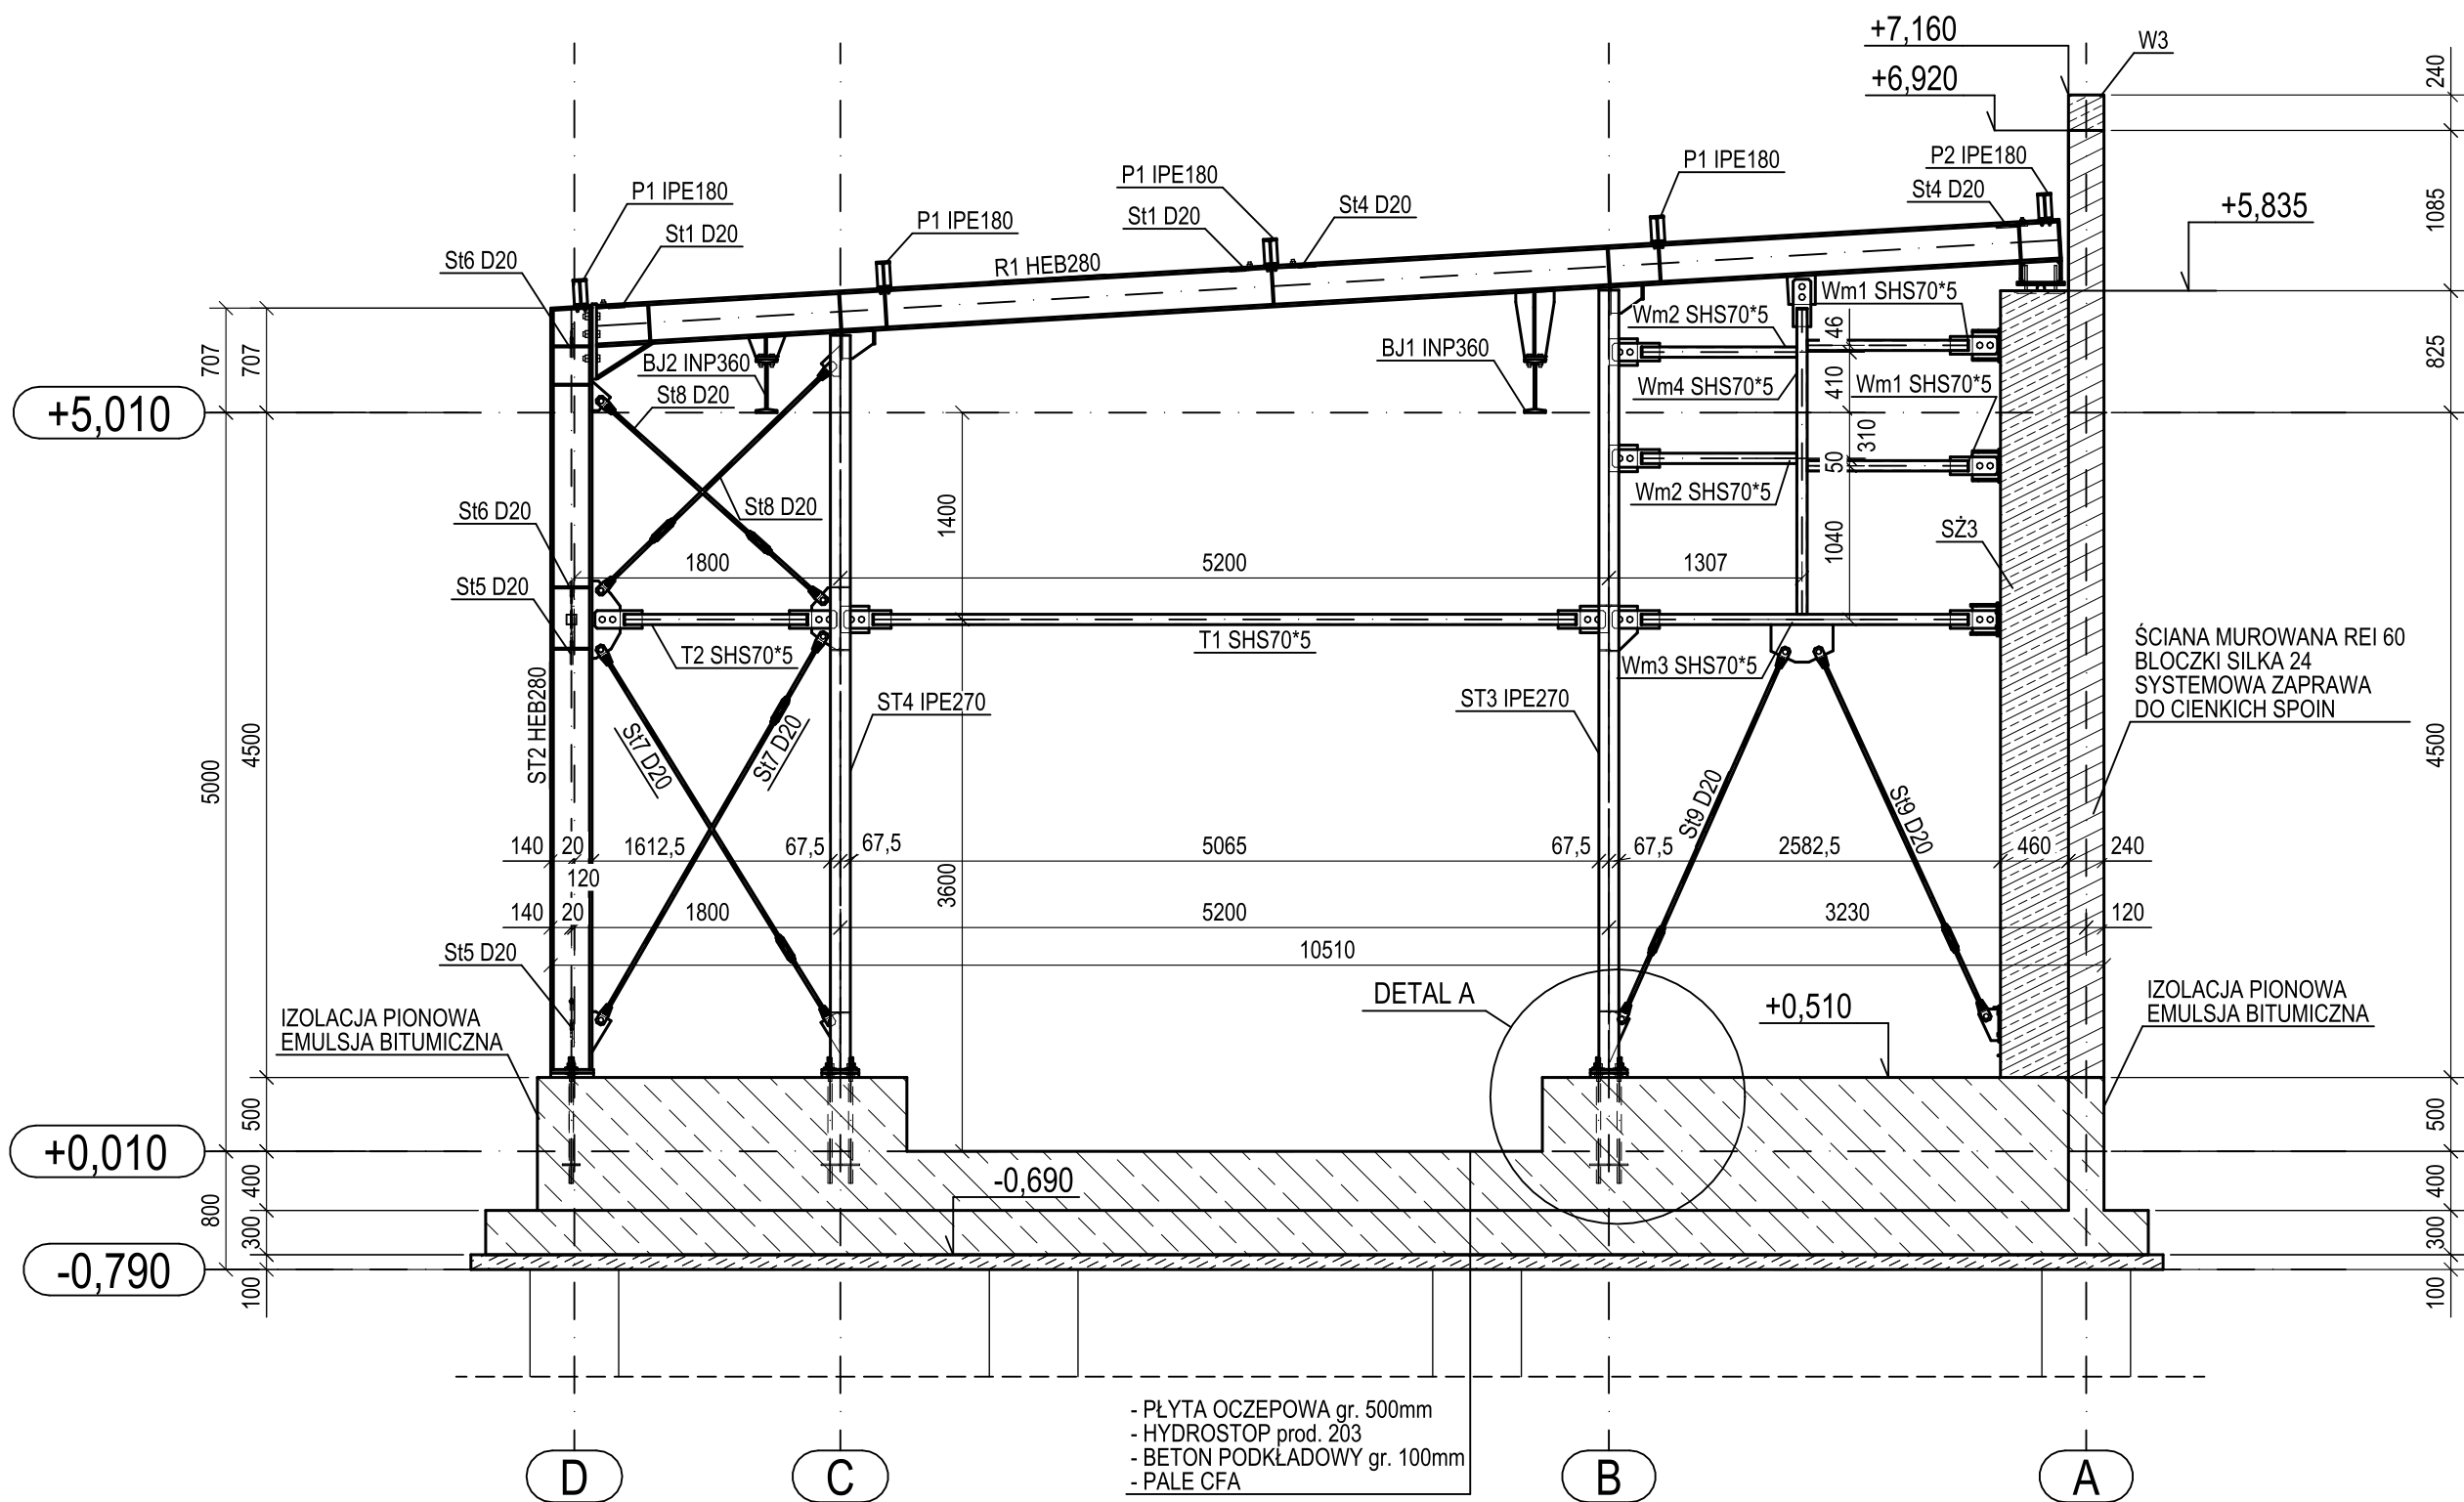 +7,160
W3
+6,920
240
P1 IPE180
P1 IPE180
P1 IPE180
P2 IPE180
St1 D20
P1 IPE180
St1 D20
St4 D20
St4 D20
+5,835
1085
St6 D20
R1 HEB280
Wm1 SHS70*5
Wm2 SHS70*5
46
707
707
BJ2 INP360
BJ1 INP360
825
St8 D20
Wm4 SHS70*5
410
Wm1 SHS70*5
+5,010
310
50
St6 D20
St8 D20
1400
Wm2 SHS70*5
1040
SŻ3
St5 D20
1800
5200
1307
T2 SHS70*5
T1 SHS70*5
Wm3 SHS70*5
ŚCIANA MUROWANA REI 60
BLOCZKI SILKA 24
SYSTEMOWA ZAPRAWA
DO CIENKICH SPOIN
ST2 HEB280
St7 D20
St7 D20
ST4 IPE270
ST3 IPE270
St9 D20
St9 D20
5000
4500
4500
140
20
1612,5
67,5
67,5
5065
67,5
67,5
2582,5
460
240
120
3600
140
20
1800
5200
3230
120
St5 D20
10510
IZOLACJA PIONOWA
EMULSJA BITUMICZNA
DETAL A
+0,510
IZOLACJA PIONOWA
EMULSJA BITUMICZNA
500
500
+0,010
400
-0,690
400
800
300
300
-0,790
100
100
- PŁYTA OCZEPOWA gr. 500mm
- HYDROSTOP prod. 203
- BETON PODKŁADOWY gr. 100mm
- PALE CFA
D
C
B
A